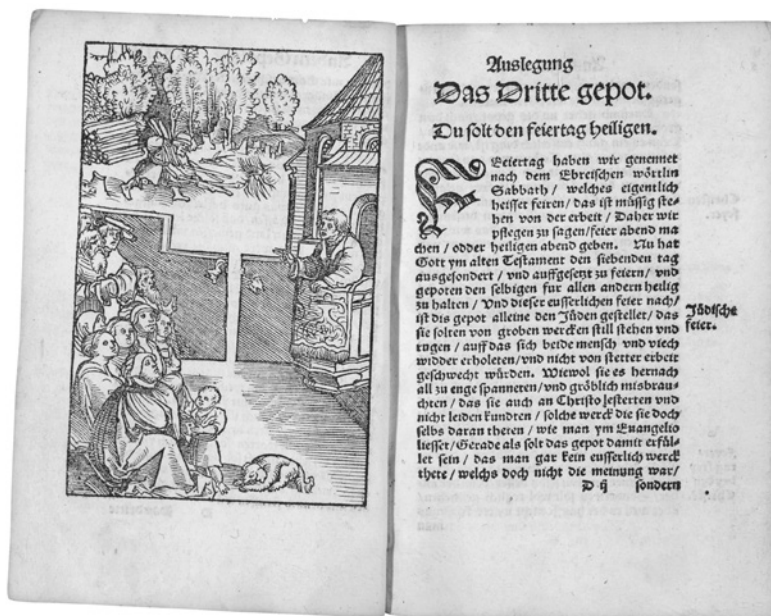 Auslegung
Das Dritte gepot.
Du solt den feiertag heiligen.
FEiertag haben wir genennet
nach dem Ebreischen wörtlin
Sabbath / welches eigentlich
heisset feiren / das ist müssig ste-
hen von der erbeit / Daher wir
pflegen zu sagen / feier abend ma
chen / odder heiligen abend geben. Nu hat
Gott ym alten Testament den siebenden tag
ausgesondert / vnd auffgesetzt zu feiern / vnd
gepoten den selbigen fur allen andern heilig
zu halten / Vnd dieser eusserlichen feier nach /
ist dis gepot alleine den Jüden gestellet / das
sie solten von groben wercken still stehen vnd
rugen / auff das sich beide mensch vnd viech
widder erholeten / vnd nicht von stetter erbeit
geschwecht würden. Wiewol sie es hernach
all zu enge spanneten / vnd gröblich misbrau-
chten / das sie auch an Christo lesterten vnd
nicht leiden kundten / solche werck die sie doch
selbs daran theten / wie man ym Euangelio
liesset / Gerade als solt das gepot damit erfül-
let sein / das man gar kein eusserlich werck
thete / welchs doch nicht die meinung war /
D ij sondern
Jüdische
feier.